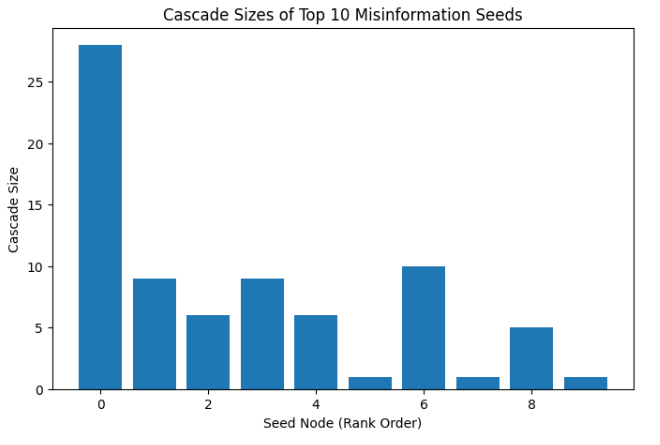 Cascade Sizes of Top 10 Misinformation Seeds
Cascade Size
25
20
15
10
5
0
0 2 4 6 8
Seed Node (Rank Order)